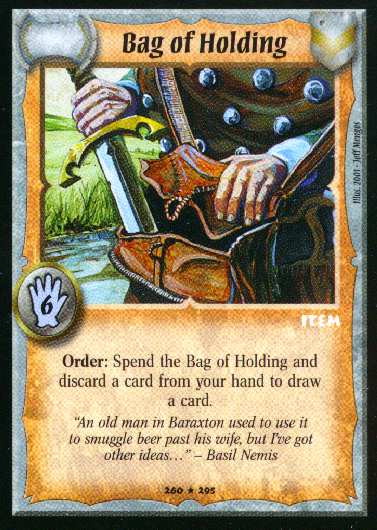 Bag of Holding
Illus. 2001 - Jeff Menges
ITEM
6
Order: Spend the Bag of Holding and
discard a card from your hand to draw
a card.
"An old man in Baraxton used to use it
to smuggle beer past his wife, but I've got
other ideas…" – Basil Nemis
260 ★ 295